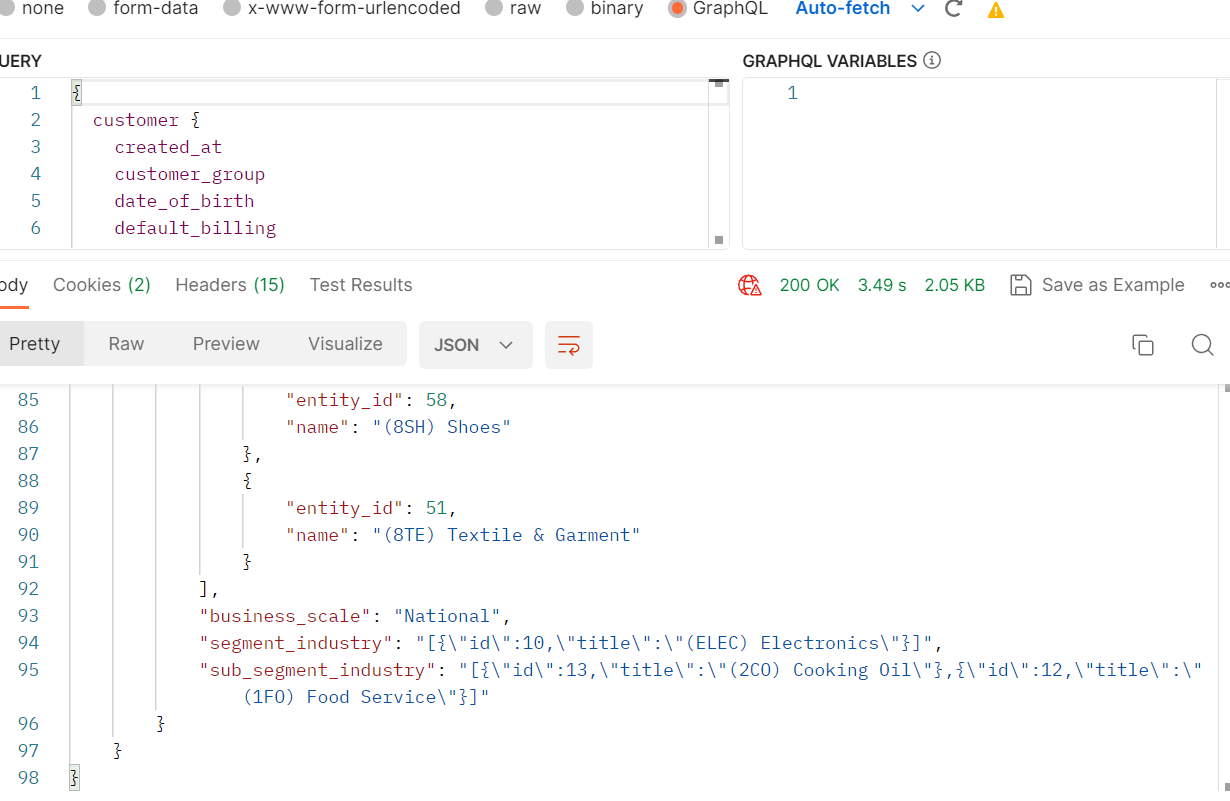 none form-data x-www-form-urlencoded raw binary GraphQL Auto-fetch
UERY
GRAPHQL VARIABLES
1 {
2 customer {
3 created_at
4 customer_group
5 date_of_birth
6 default_billing
1
ody Cookies (2) Headers (15) Test Results 200 OK 3.49 s 2.05 KB Save as Example
Pretty Raw Preview Visualize JSON
85 "entity_id": 58,
86 "name": "(8SH) Shoes"
87 },
88 {
89 "entity_id": 51,
90 "name": "(8TE) Textile & Garment"
91 }
92 ],
93 "business_scale": "National",
94 "segment_industry": "[{\"id\":10,\"title\":\"(ELEC) Electronics\"}]",
95 "sub_segment_industry": "[{\"id\":13,\"title\":\"(2CO) Cooking Oil\"},{\"id\":12,\"title\":\"
(1FO) Food Service\"}]"
96 }
97 }
98 }